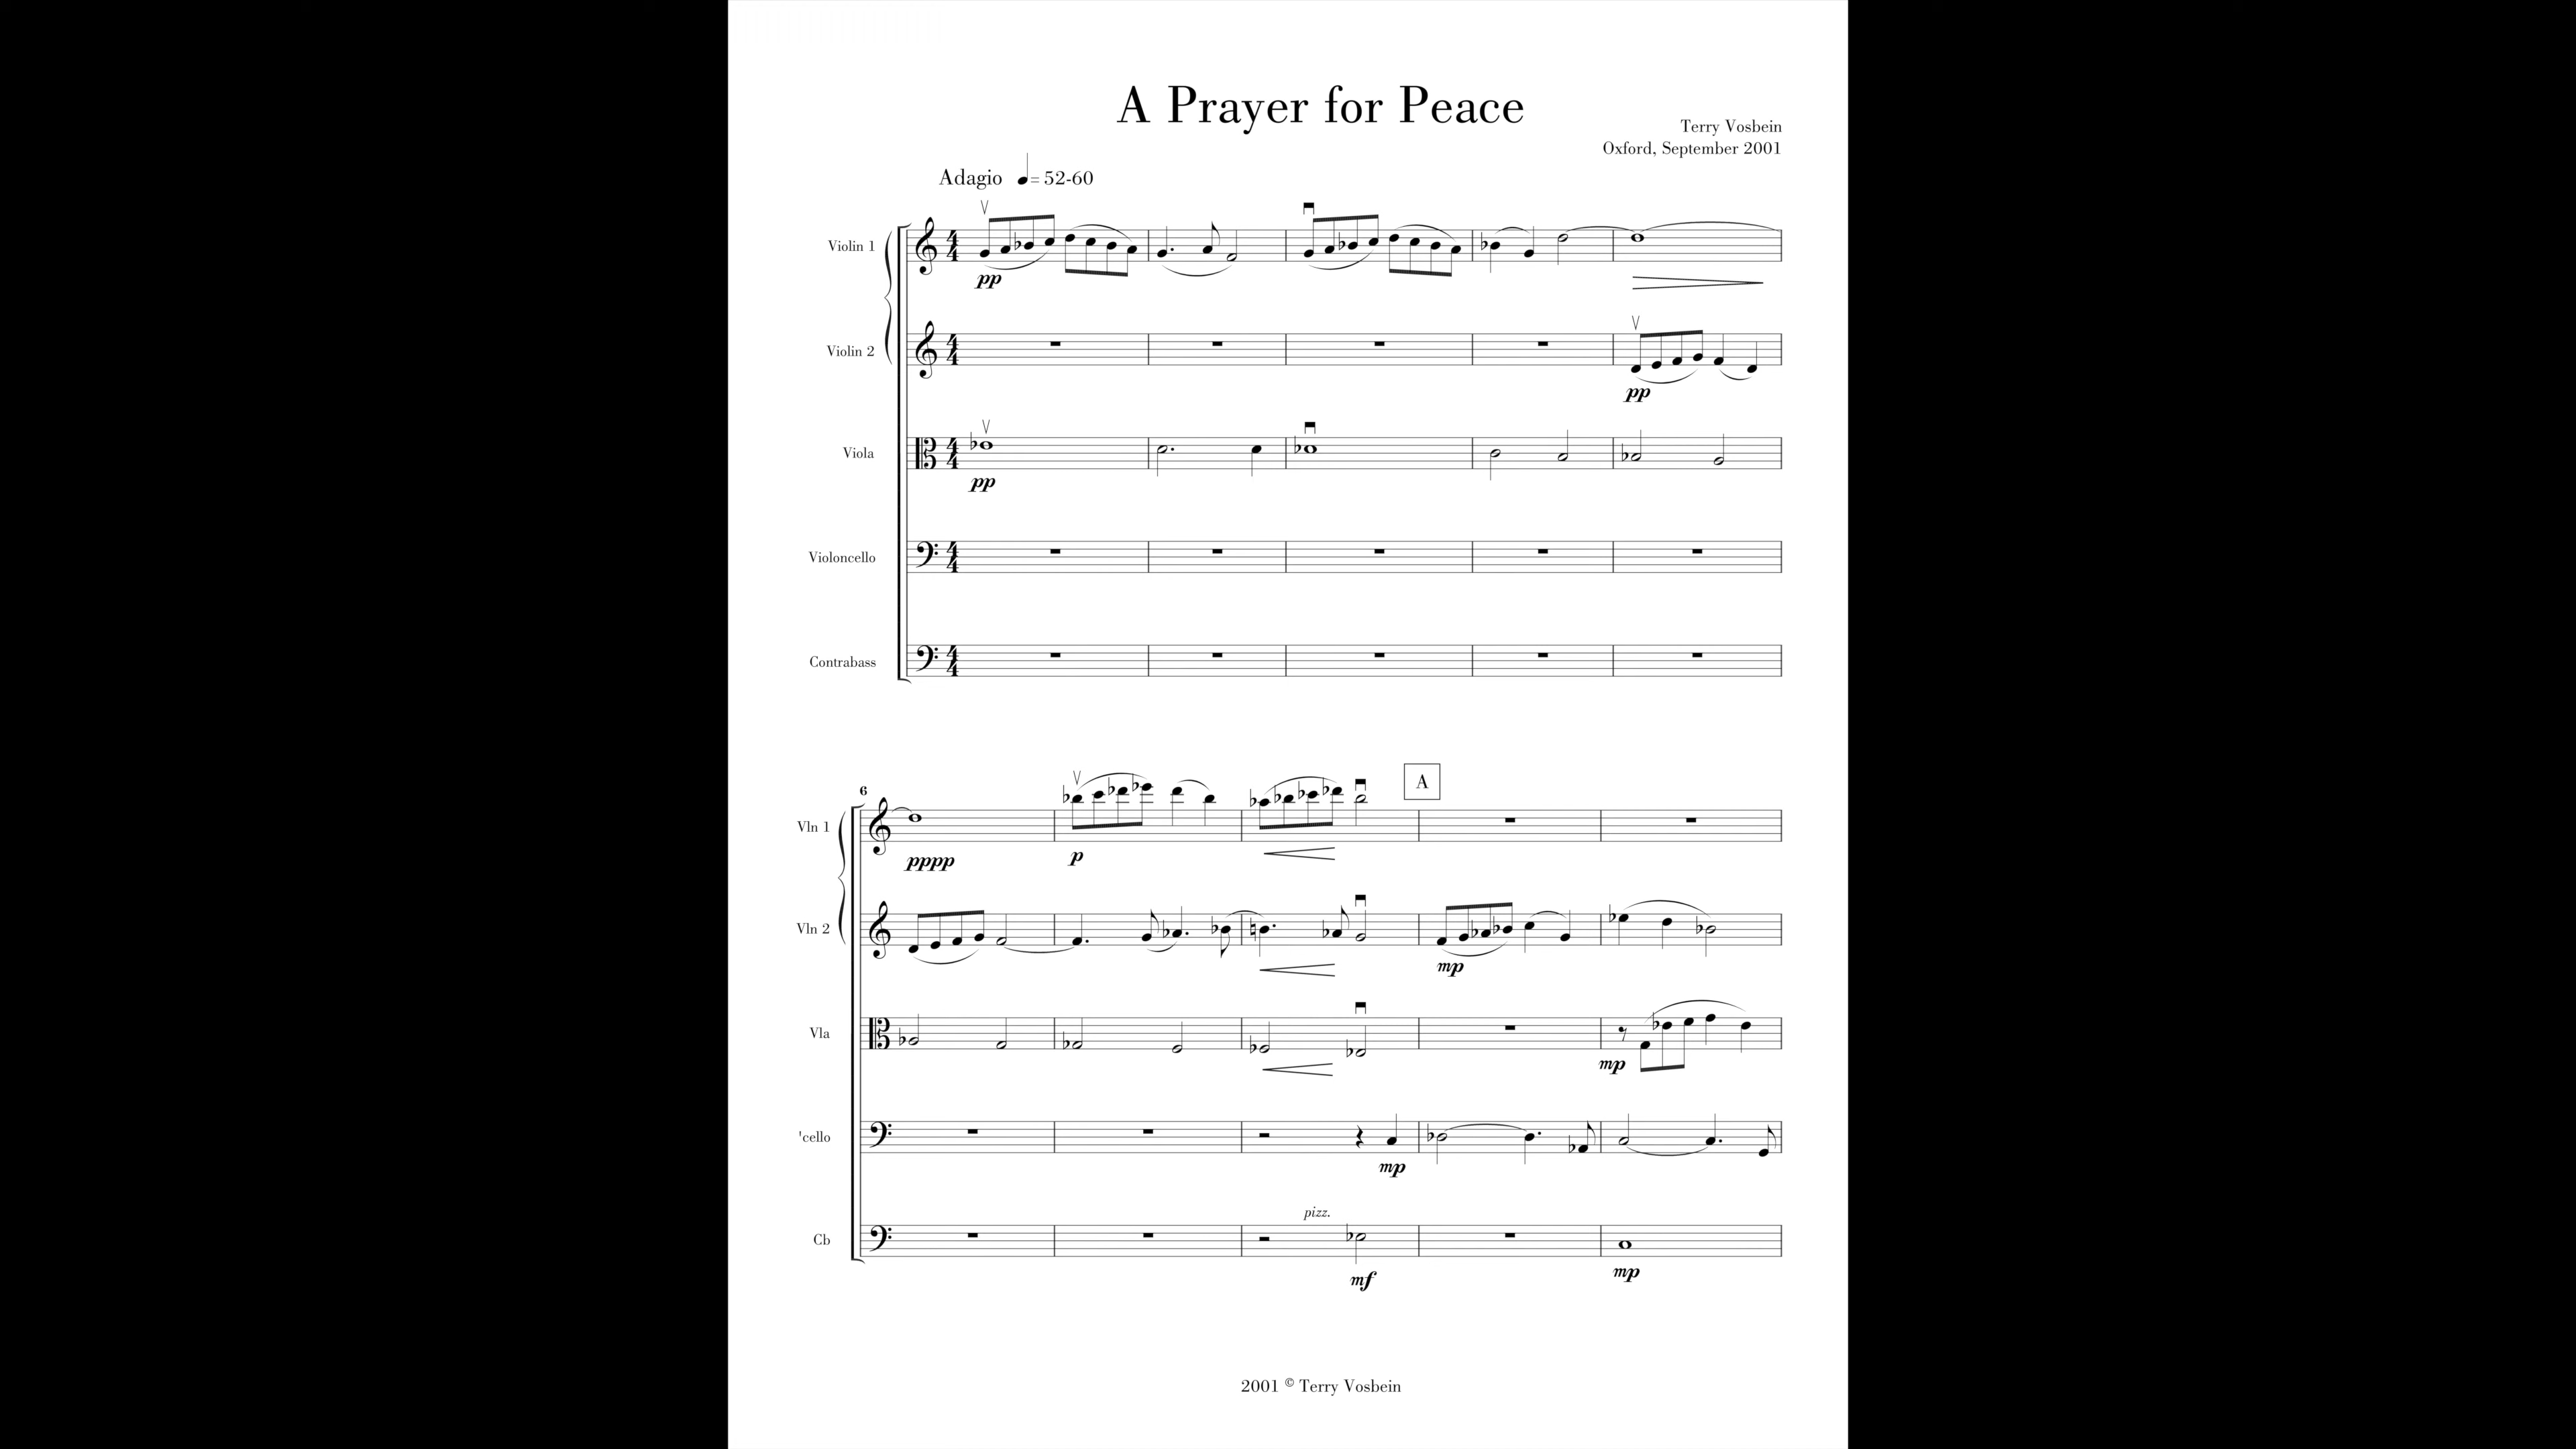 A Prayer for Peace
Terry Vosbein
Oxford, September 2001
Adagio = 52-60
Violin 1
pp
Violin 2
pp
Viola
pp
Violoncello
Contrabass
6
A
Vln 1
pppp p
Vln 2
mp
Vla
mp
'cello
mp
pizz.
Cb
mf mp
2001 © Terry Vosbein